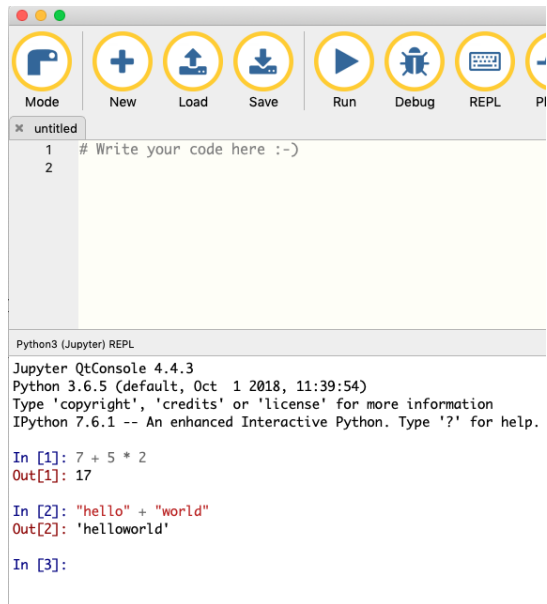 Mode New Load Save Run Debug REPL
untitled
1 # Write your code here :-)
2
Python3 (Jupyter) REPL
Jupyter QtConsole 4.4.3
Python 3.6.5 (default, Oct  1 2018, 11:39:54)
Type 'copyright', 'credits' or 'license' for more information
IPython 7.6.1 -- An enhanced Interactive Python. Type '?' for help.
In [1]: 7 + 5 * 2
Out[1]: 17
In [2]: "hello" + "world"
Out[2]: 'helloworld'
In [3]: